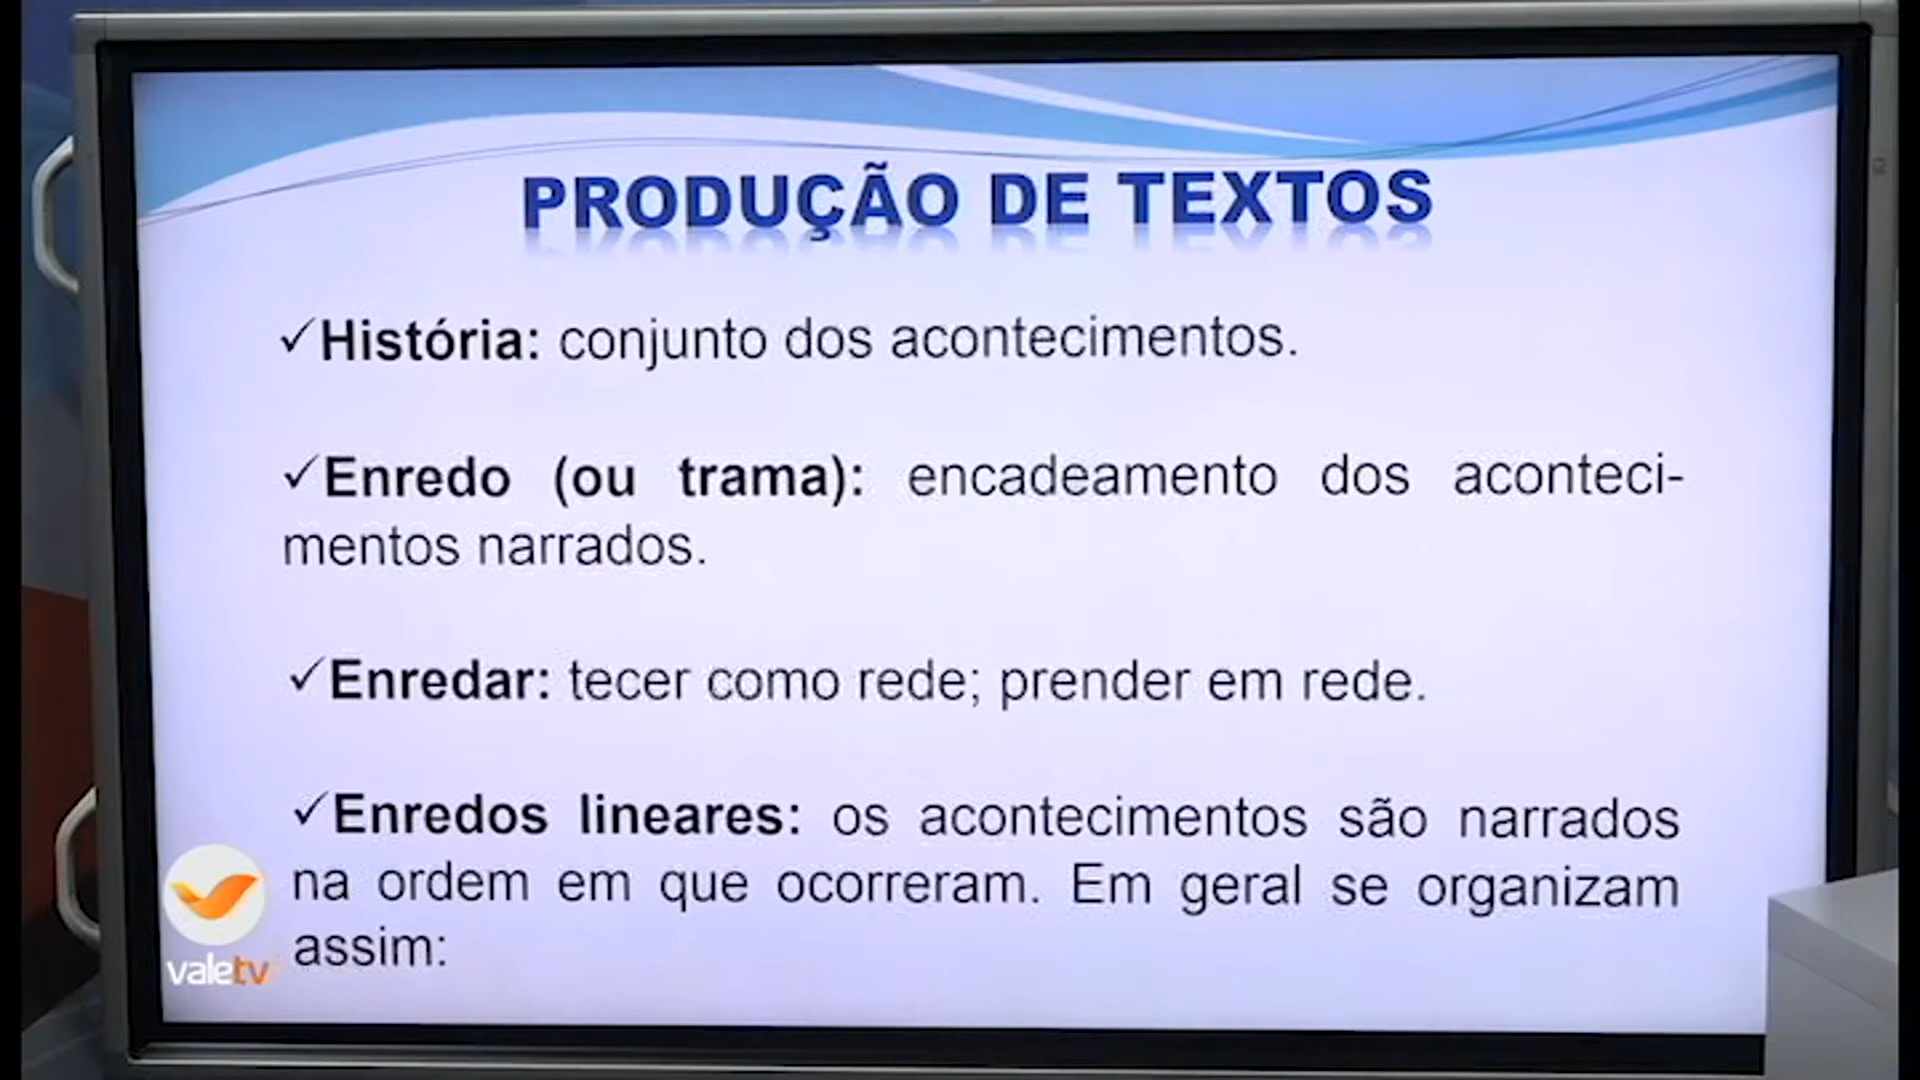 PRODUÇÃO DE TEXTOS
✓História: conjunto dos acontecimentos.
✓Enredo (ou trama): encadeamento dos aconteci-
mentos narrados.
✓Enredar: tecer como rede; prender em rede.
✓Enredos lineares: os acontecimentos são narrados
na ordem em que ocorreram. Em geral se organizam
assim:
valetv